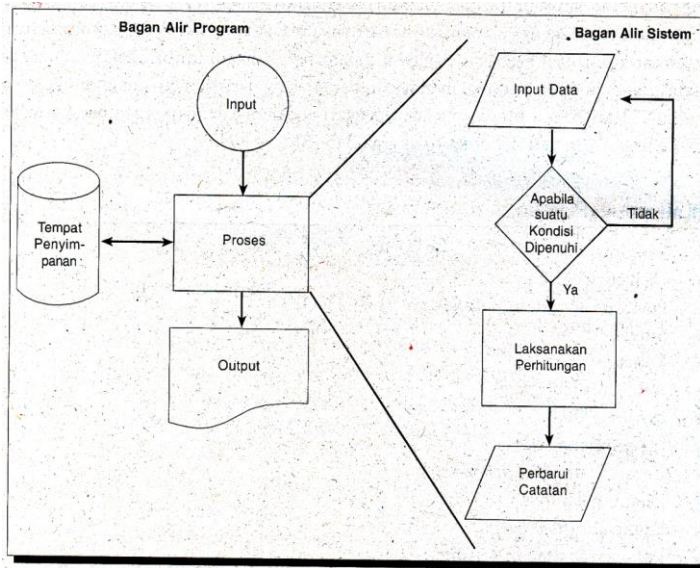 Bagan Alir Program
Input
Tempat
Penyim-
panan
Proses
Output
Bagan Alir Sistem
Input Data
Apabila
suatu
Kondisi
Dipenuhi
Tidak
Ya
Laksanakan
Perhitungan
Perbarui
Catatan